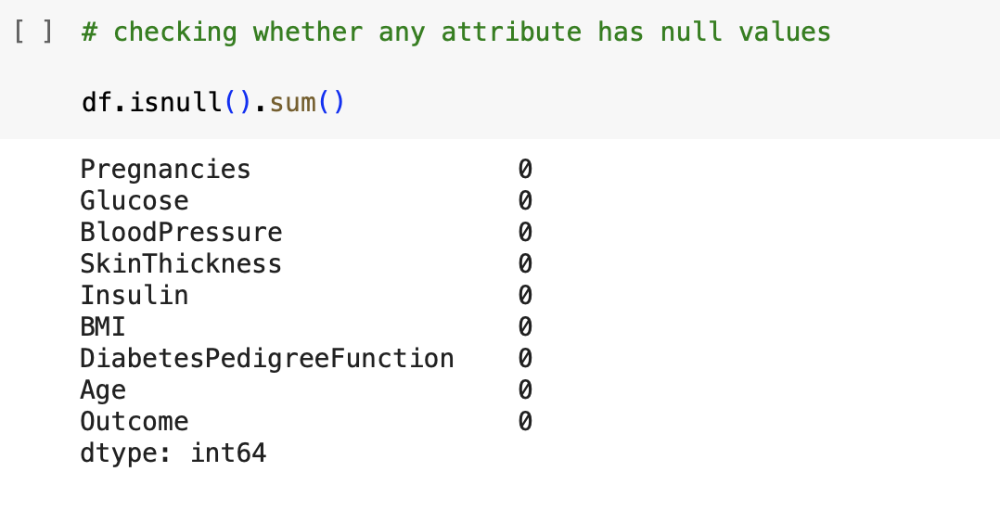 [ ] # checking whether any attribute has null values
df.isnull().sum()
Pregnancies 0
Glucose 0
BloodPressure 0
SkinThickness 0
Insulin 0
BMI 0
DiabetesPedigreeFunction 0
Age 0
Outcome 0
dtype: int64